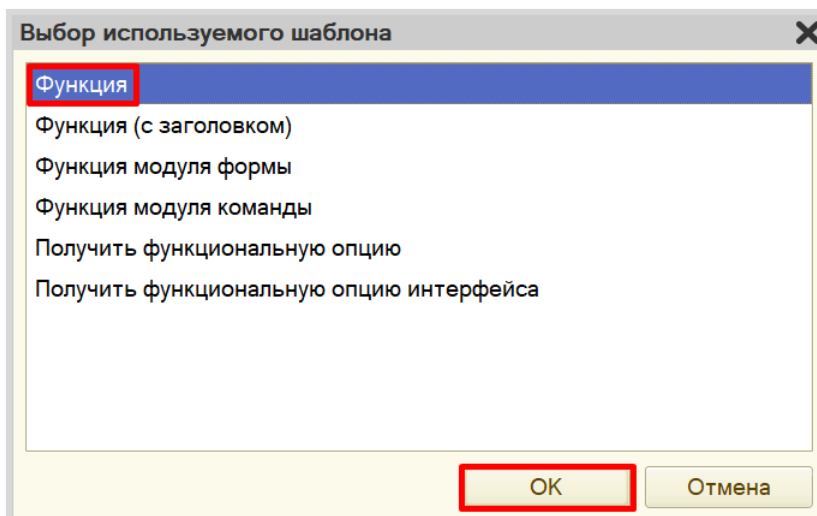 Выбор используемого шаблона
Функция
Функция (с заголовком)
Функция модуля формы
Функция модуля команды
Получить функциональную опцию
Получить функциональную опцию интерфейса
OK Отмена